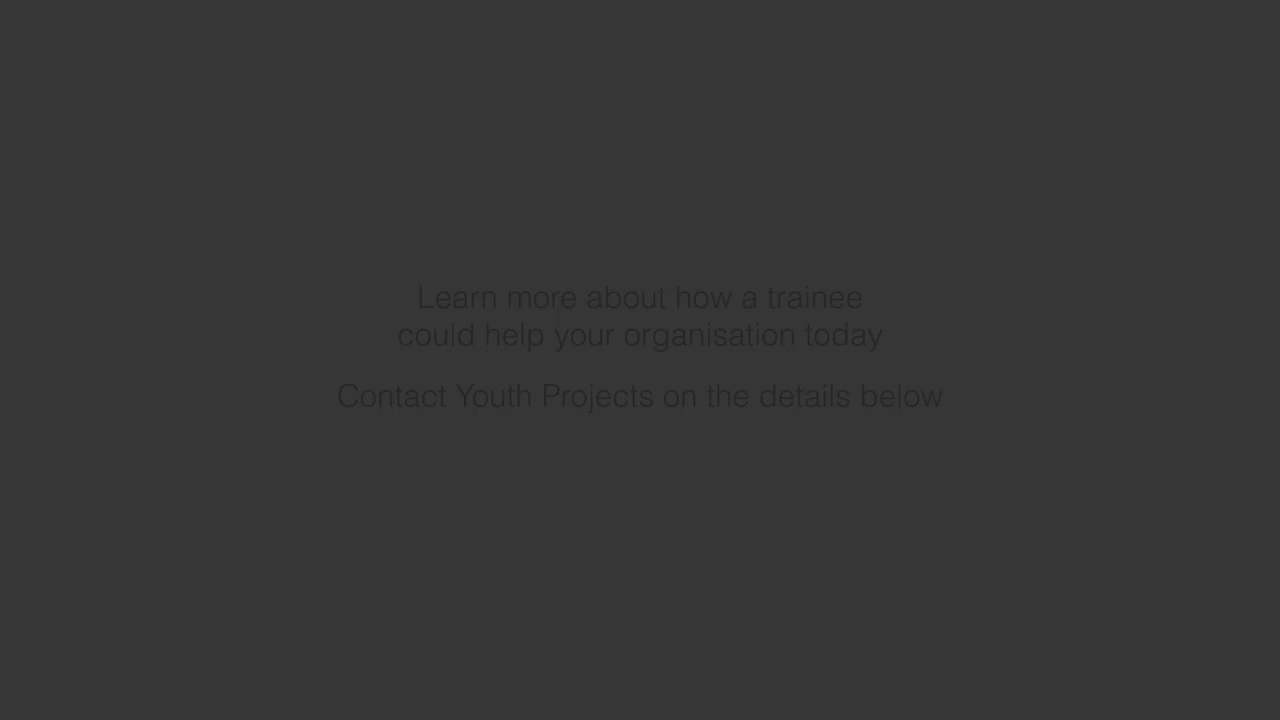 Learn more about how a trainee
could help your organisation today
Contact Youth Projects on the details below